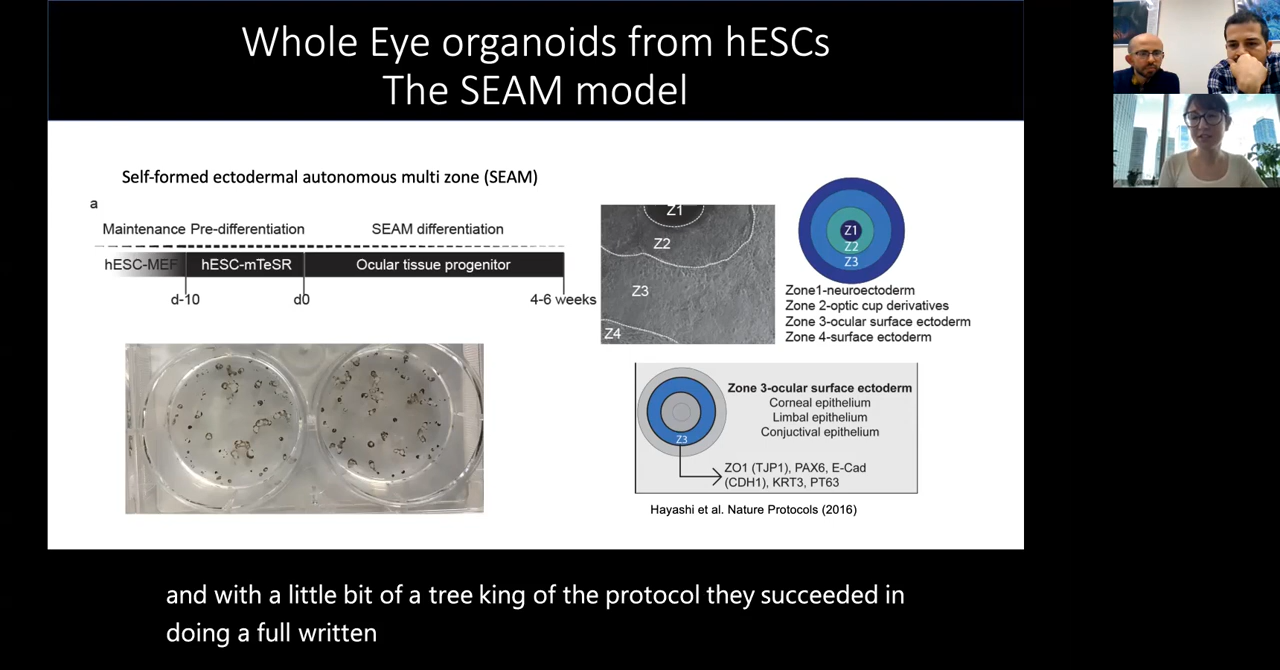 Whole Eye organoids from hESCs
The SEAM model
Self-formed ectodermal autonomous multi zone (SEAM)
a
Maintenance Pre-differentiation SEAM differentiation
hESC-MEF hESC-mTeSR Ocular tissue progenitor
d-10 d0 4-6 weeks
Z1
Z2
Z3
Z4
Z1
Z2
Z3
Zone1-neuroectoderm
Zone 2-optic cup derivatives
Zone 3-ocular surface ectoderm
Zone 4-surface ectoderm
Zone 3-ocular surface ectoderm
Corneal epithelium
Limbal epithelium
Conjuctival epithelium
Z3
ZO1 (TJP1), PAX6, E-Cad
(CDH1), KRT3, PT63
Hayashi et al. Nature Protocols (2016)
and with a little bit of a tree king of the protocol they succeeded in
doing a full written